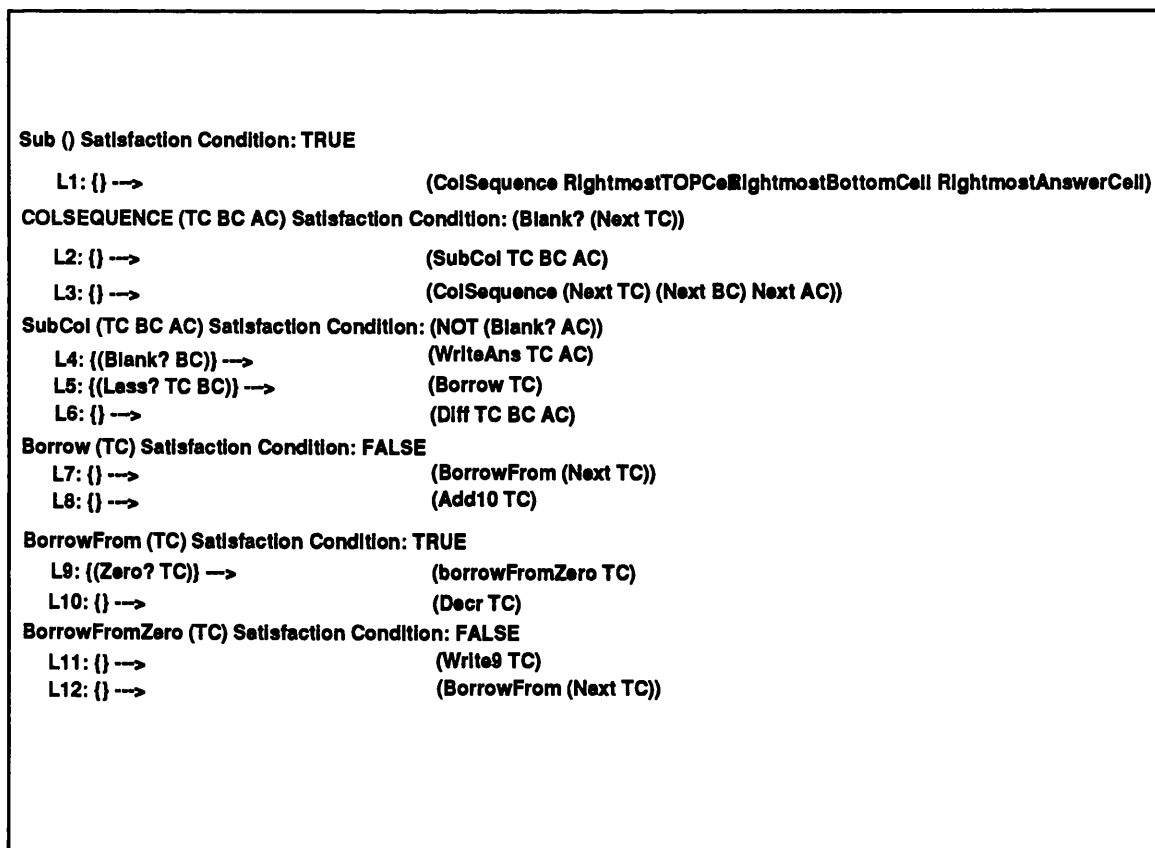 Sub () Satisfaction Condition: TRUE
L1: {} ---> (ColSequence RightmostTOPCellRightmostBottomCell RightmostAnswerCell)
COLSEQUENCE (TC BC AC) Satisfaction Condition: (Blank? (Next TC))
L2: {} ---> (SubCol TC BC AC)
L3: {} ---> (ColSequence (Next TC) (Next BC) Next AC))
SubCol (TC BC AC) Satisfaction Condition: (NOT (Blank? AC))
L4: {(Blank? BC)} ---> (WriteAns TC AC)
L5: {(Less? TC BC)} ---> (Borrow TC)
L6: {} ---> (Diff TC BC AC)
Borrow (TC) Satisfaction Condition: FALSE
L7: {} ---> (BorrowFrom (Next TC))
L8: {} ---> (Add10 TC)
BorrowFrom (TC) Satisfaction Condition: TRUE
L9: {(Zero? TC)} ---> (borrowFromZero TC)
L10: {} ---> (Decr TC)
BorrowFromZero (TC) Satisfaction Condition: FALSE
L11: {} ---> (Write9 TC)
L12: {} ---> (BorrowFrom (Next TC))